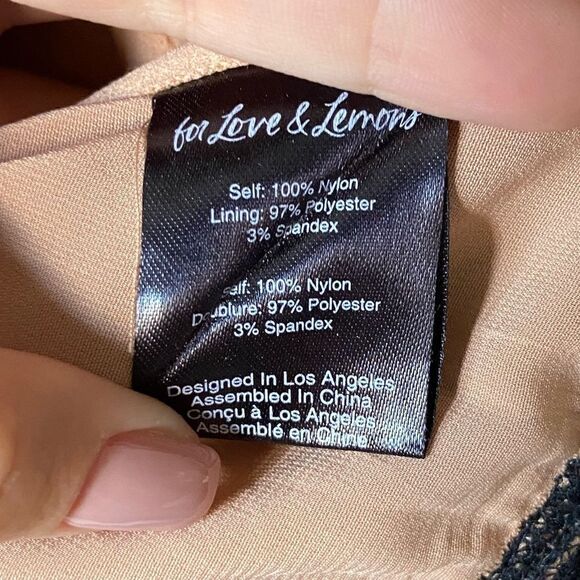 for Love & Lemons
Self: 100% Nylon
Lining: 97% Polyester
3% Spandex
Self: 100% Nylon
Doublure: 97% Polyester
3% Spandex
Designed In Los Angeles
Assembled In China
Conçu à Los Angeles
Assemblé en Chine